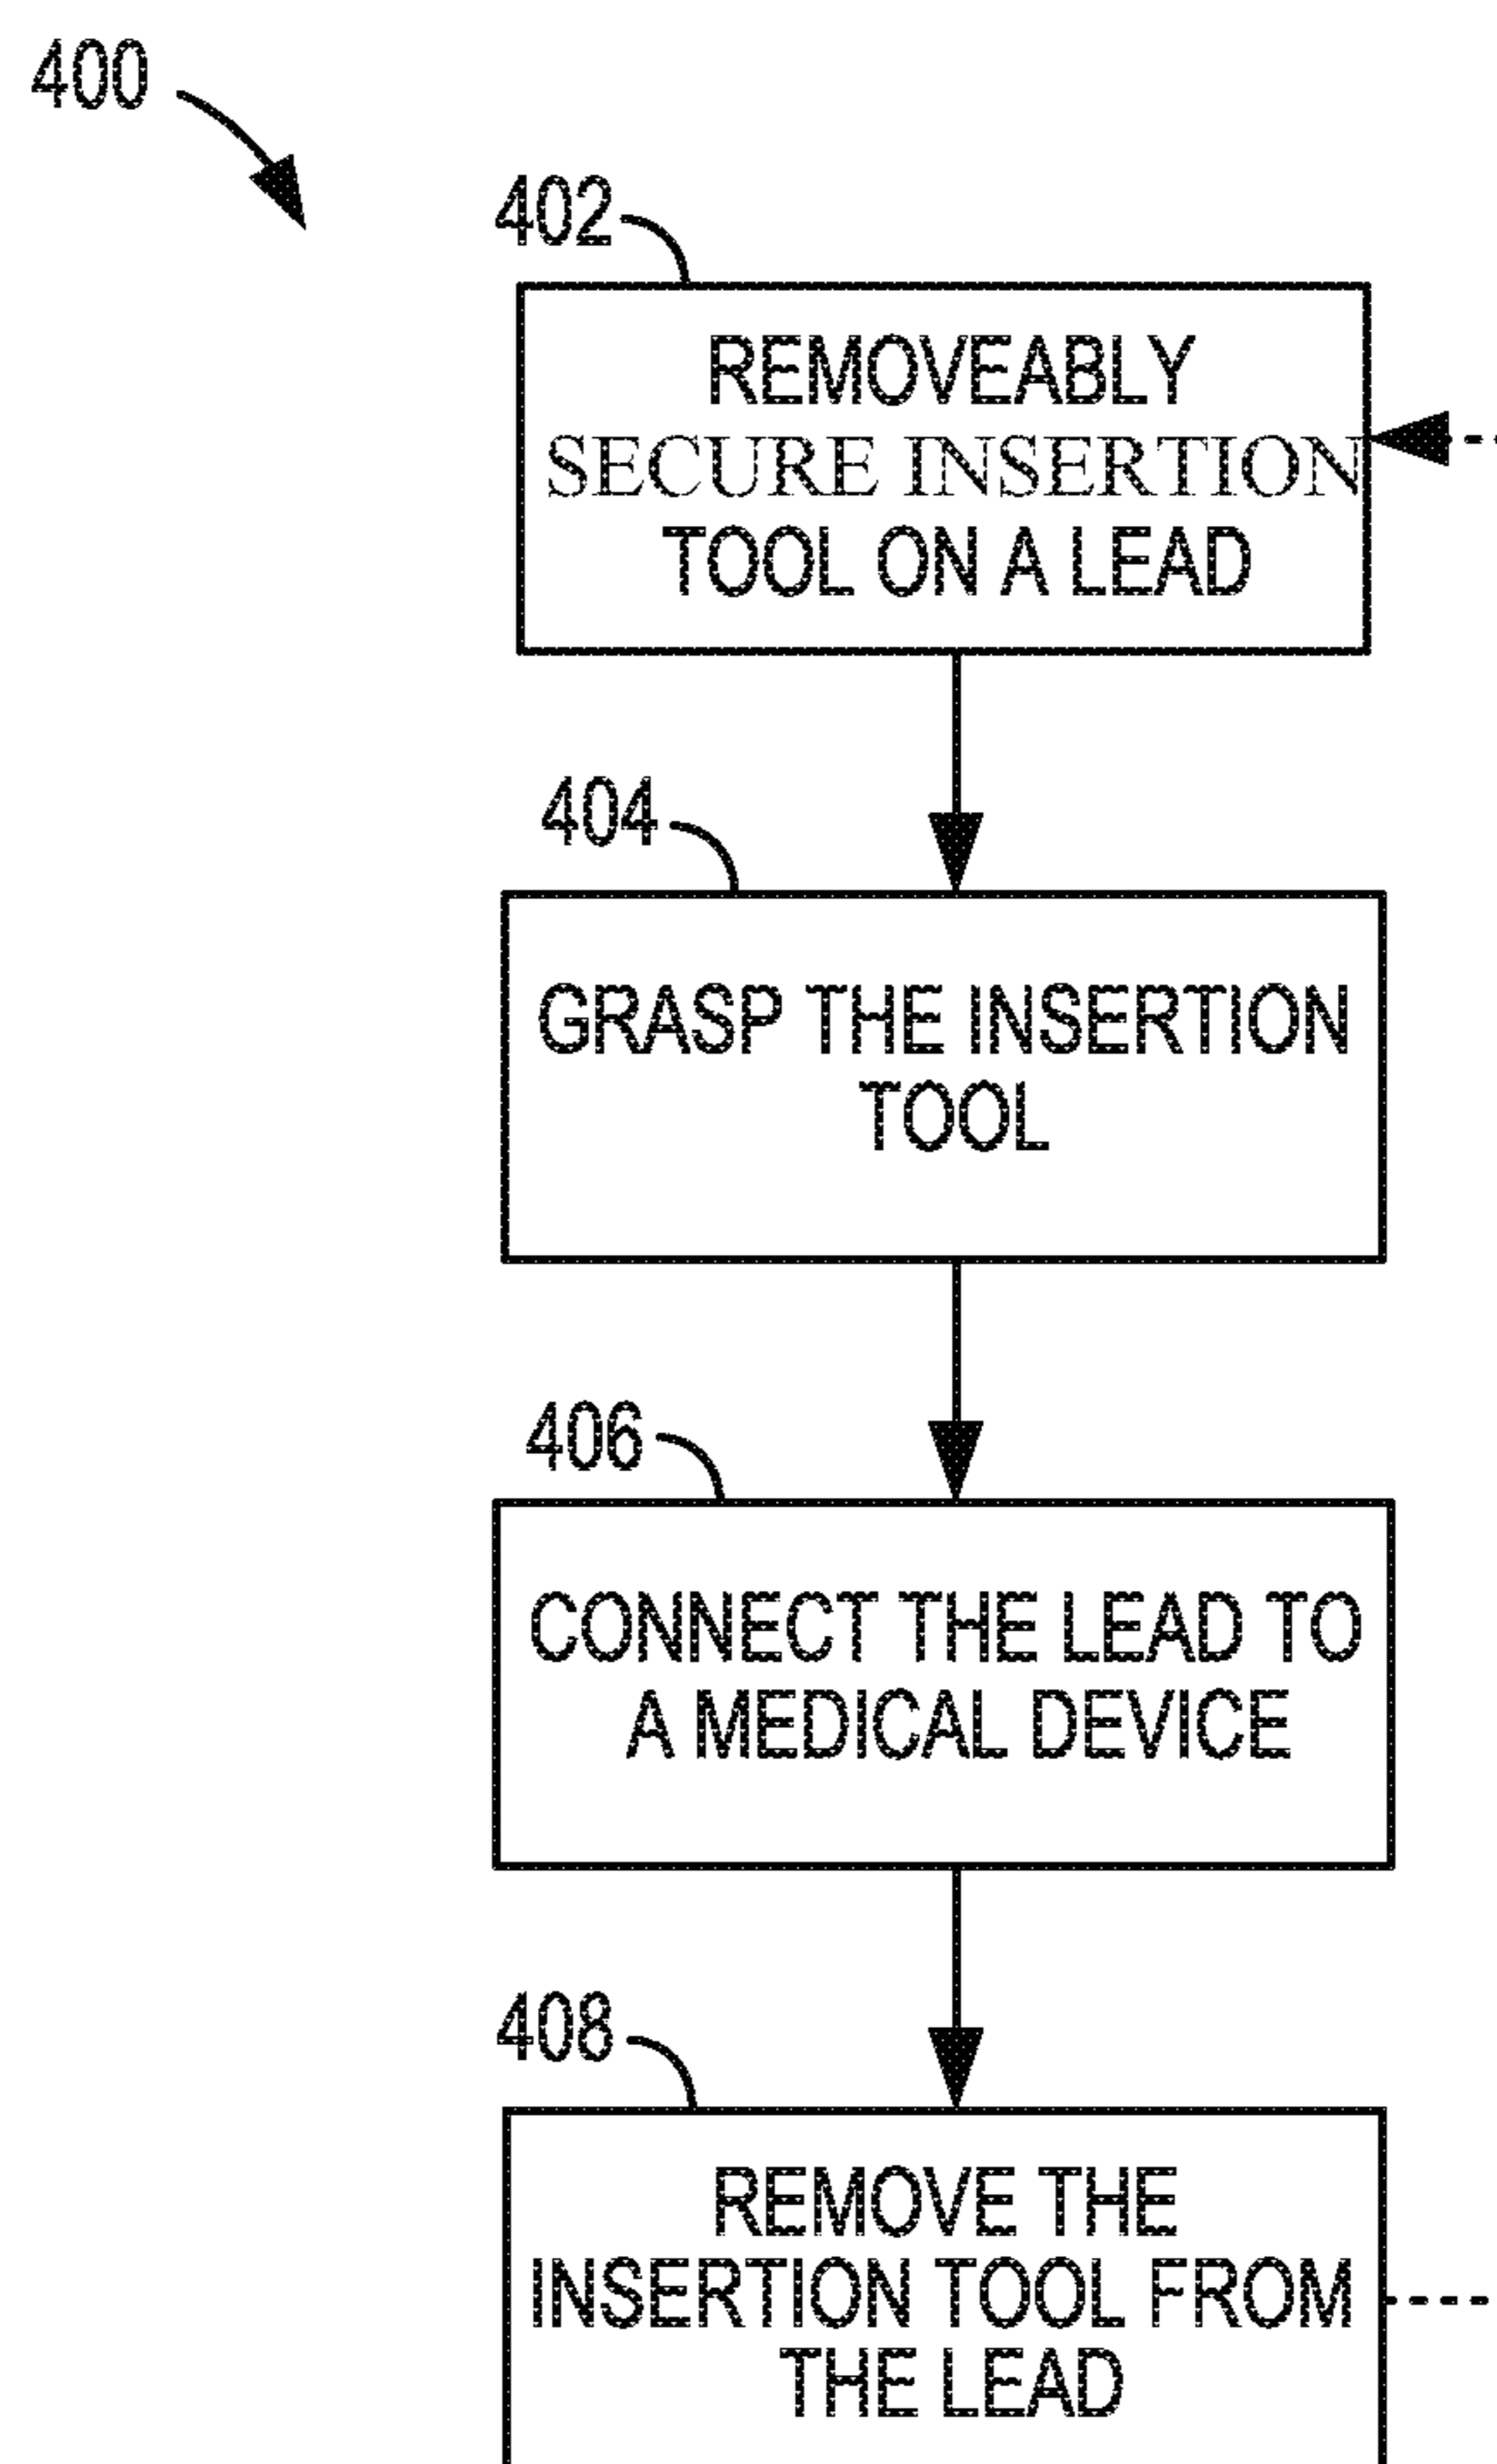 400
402
REMOVEABLY
SECURE INSERTION
TOOL ON A LEAD
404
GRASP THE INSERTION
TOOL
406
CONNECT THE LEAD TO
A MEDICAL DEVICE
408
REMOVE THE
INSERTION TOOL FROM
THE LEAD